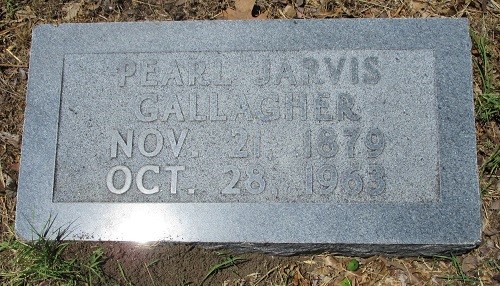 PEARL JARVIS
GALLAGHER
NOV. 21, 1879
OCT. 28, 1963